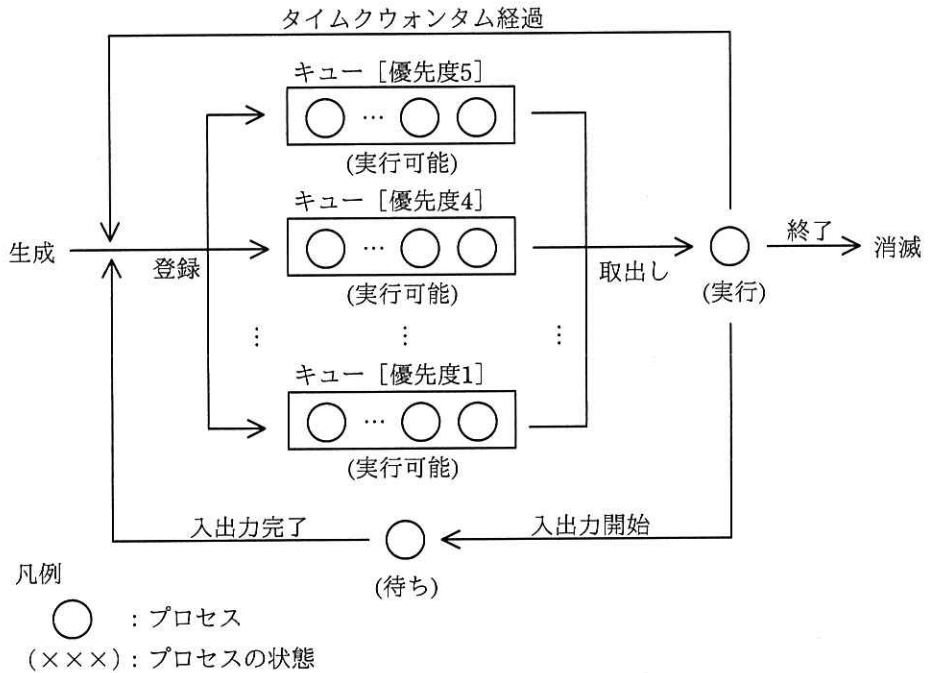 タイムクウォンタム経過
キュー［優先度5］
…
(実行可能)
キュー［優先度4］
…
(実行可能)
生成
登録
取出し
(実行)
終了
消滅
⋮ ⋮ ⋮
キュー［優先度1］
…
(実行可能)
入出力完了
入出力開始
(待ち)
凡例
：プロセス
(×××)：プロセスの状態